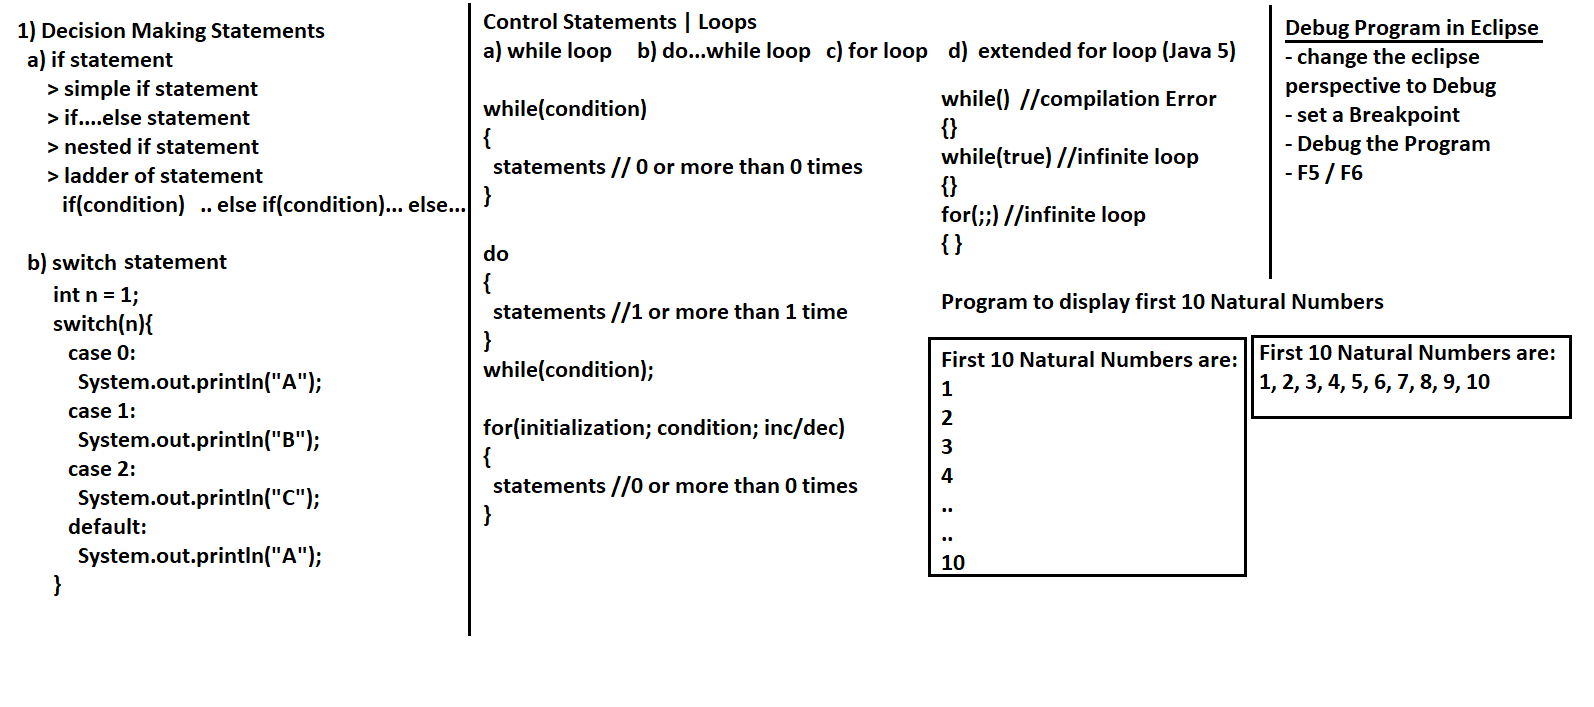 1) Decision Making Statements
a) if statement
> simple if statement
> if....else statement
> nested if statement
> ladder of statement
if(condition) .. else if(condition)... else...
b) switch statement
int n = 1;
switch(n){
case 0:
System.out.println("A");
case 1:
System.out.println("B");
case 2:
System.out.println("C");
default:
System.out.println("A");
}
Control Statements | Loops
a) while loop b) do...while loop c) for loop d) extended for loop (Java 5)
while(condition)
{
statements // 0 or more than 0 times
}
do
{
statements //1 or more than 1 time
}
while(condition);
for(initialization; condition; inc/dec)
{
statements //0 or more than 0 times
}
while() //compilation Error
{}
while(true) //infinite loop
{}
for(;;) //infinite loop
{ }
Debug Program in Eclipse
- change the eclipse
perspective to Debug
- set a Breakpoint
- Debug the Program
- F5 / F6
Program to display first 10 Natural Numbers
First 10 Natural Numbers are:
1
2
3
4
..
..
10
First 10 Natural Numbers are:
1, 2, 3, 4, 5, 6, 7, 8, 9, 10